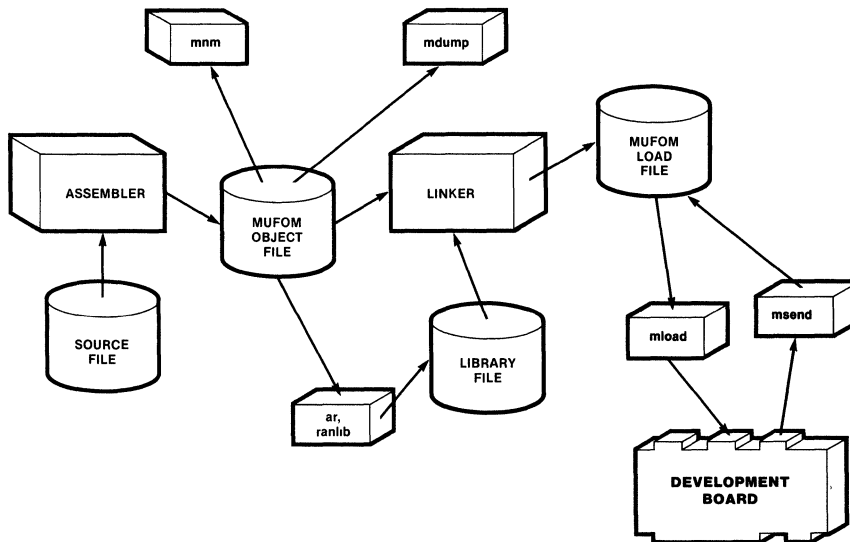 mnm
mdump
MUFOM
LOAD
FILE
ASSEMBLER
LINKER
MUFOM
OBJECT
FILE
msend
mload
SOURCE
FILE
LIBRARY
FILE
ar,
ranlib
DEVELOPMENT
BOARD